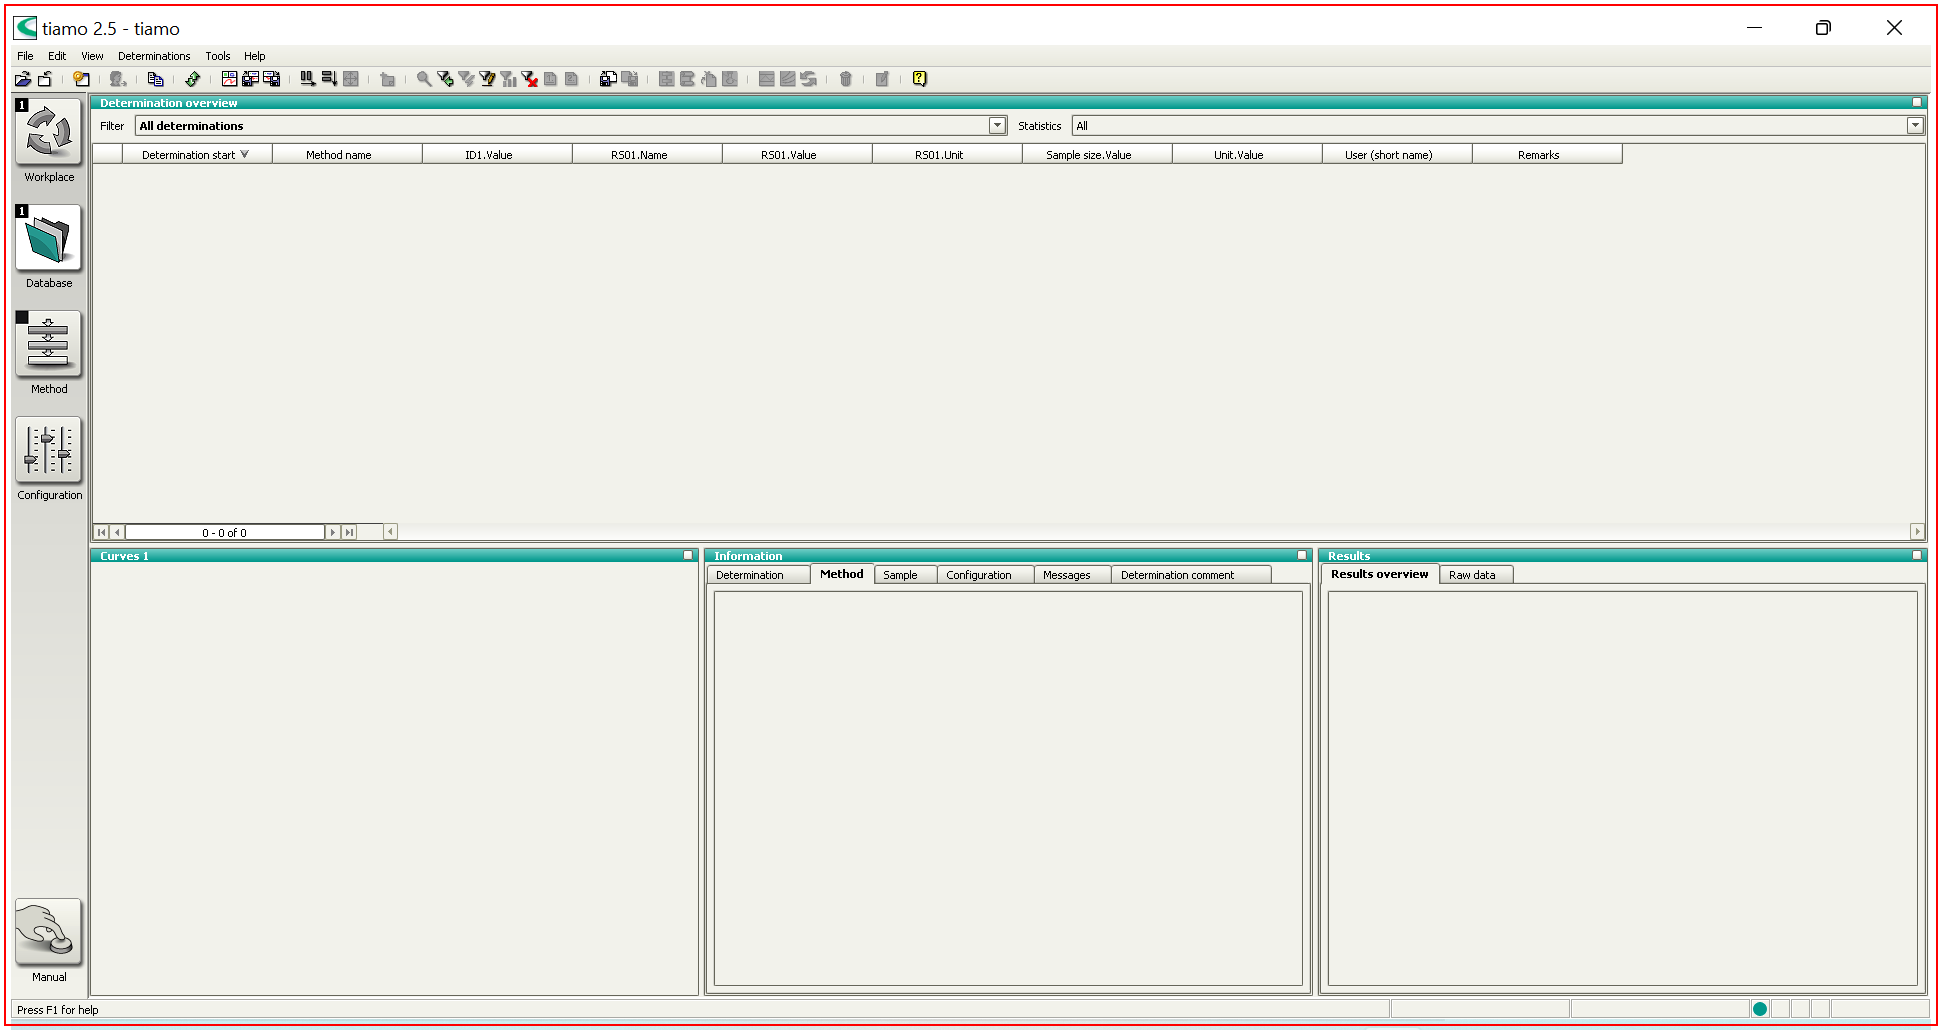 tiamo 2.5 - tiamo
File Edit View Determinations Tools Help
1
Workplace
1
Database
Method
Configuration
Manual
Determination overview
Filter All determinations Statistics All
Determination start Method name ID1.Value RS01.Name RS01.Value RS01.Unit Sample size.Value Unit.Value User (short name) Remarks
0 - 0 of 0
Curves 1
Information
Determination Method Sample Configuration Messages Determination comment
Results
Results overview Raw data
Press F1 for help